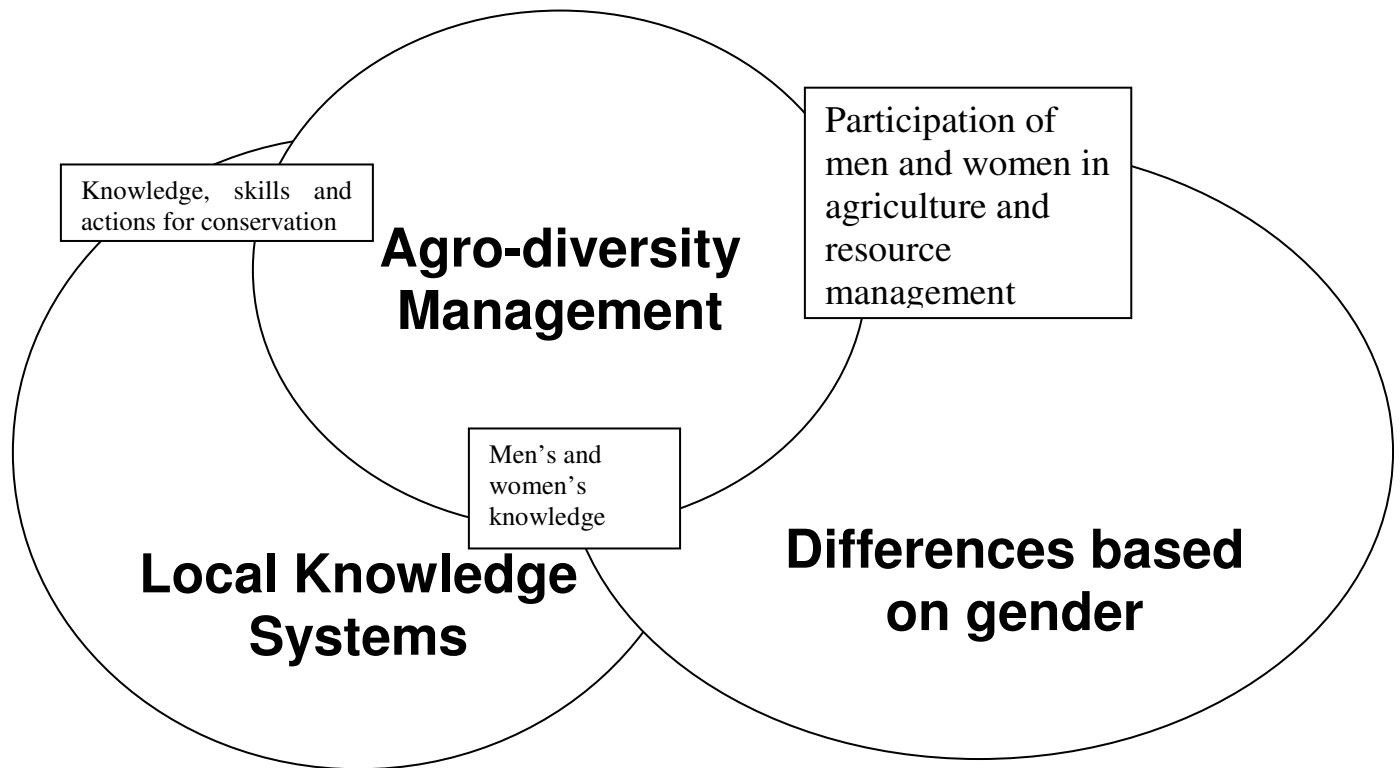 Participation of
men and women in
agriculture and
resource
management
Knowledge, skills and
actions for conservation
Agro-diversity
Management
Men’s and
women’s
knowledge
Local Knowledge
Systems
Differences based
on gender